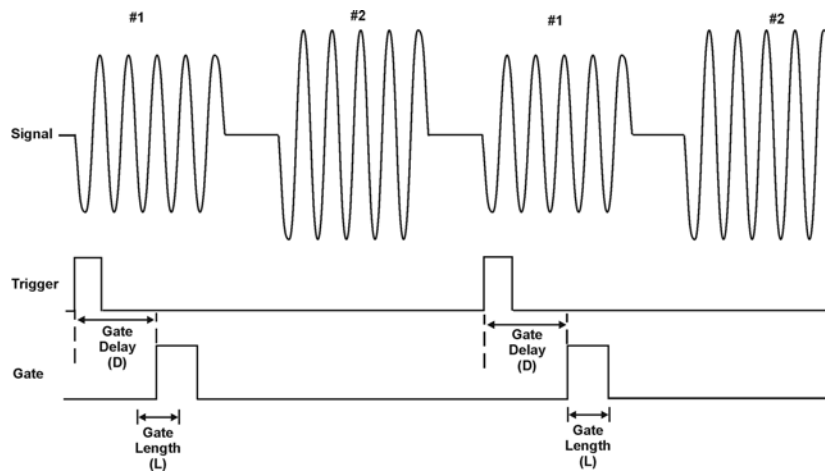 #1
#2
#1
#2
Signal
Trigger
Gate
Delay
(D)
Gate
Delay
(D)
Gate
Gate
Length
(L)
Gate
Length
(L)